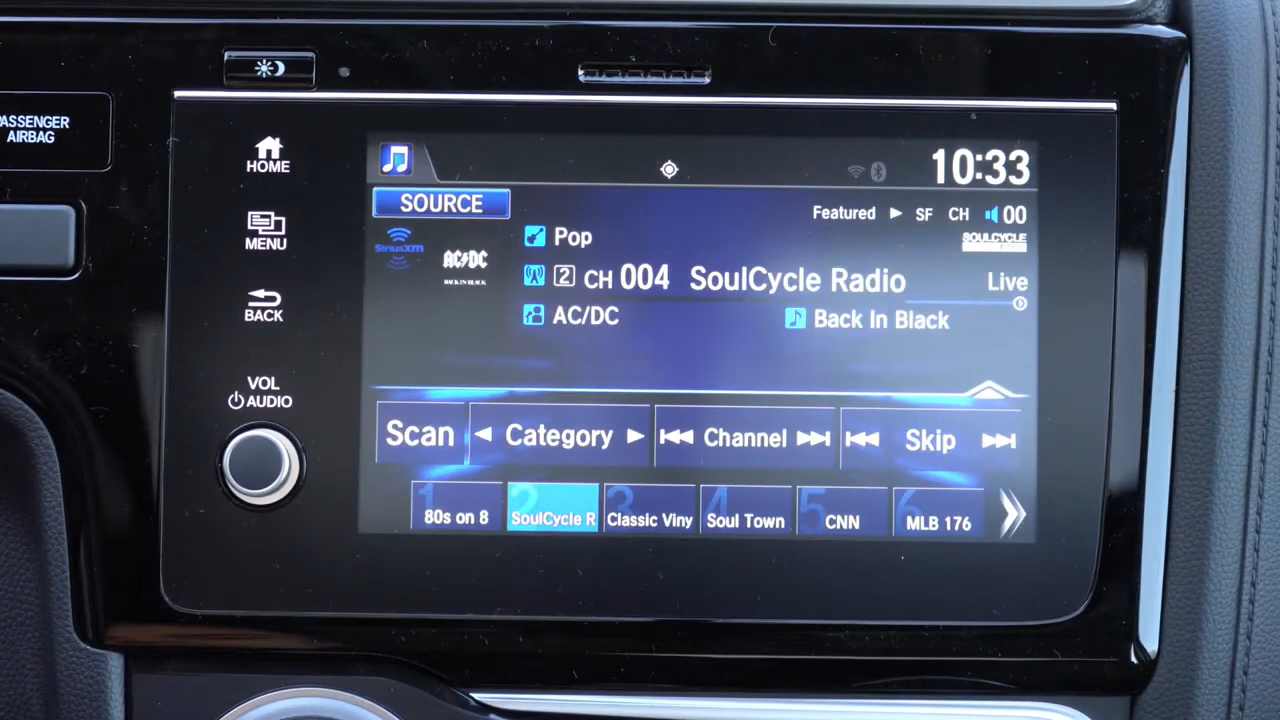 PASSENGER
AIRBAG
HOME
MENU
BACK
VOL
AUDIO
10:33
SOURCE
Featured ▶ SF CH 00
SiriusXM
AC/DC
BACK IN BLACK
Pop
SOULCYCLE
2 CH 004 SoulCycle Radio
Live
AC/DC
Back In Black
Scan
◀ Category ▶
Channel
Skip
1 80s on 8
2 SoulCycle R
3 Classic Viny
4 Soul Town
5 CNN
6 MLB 176